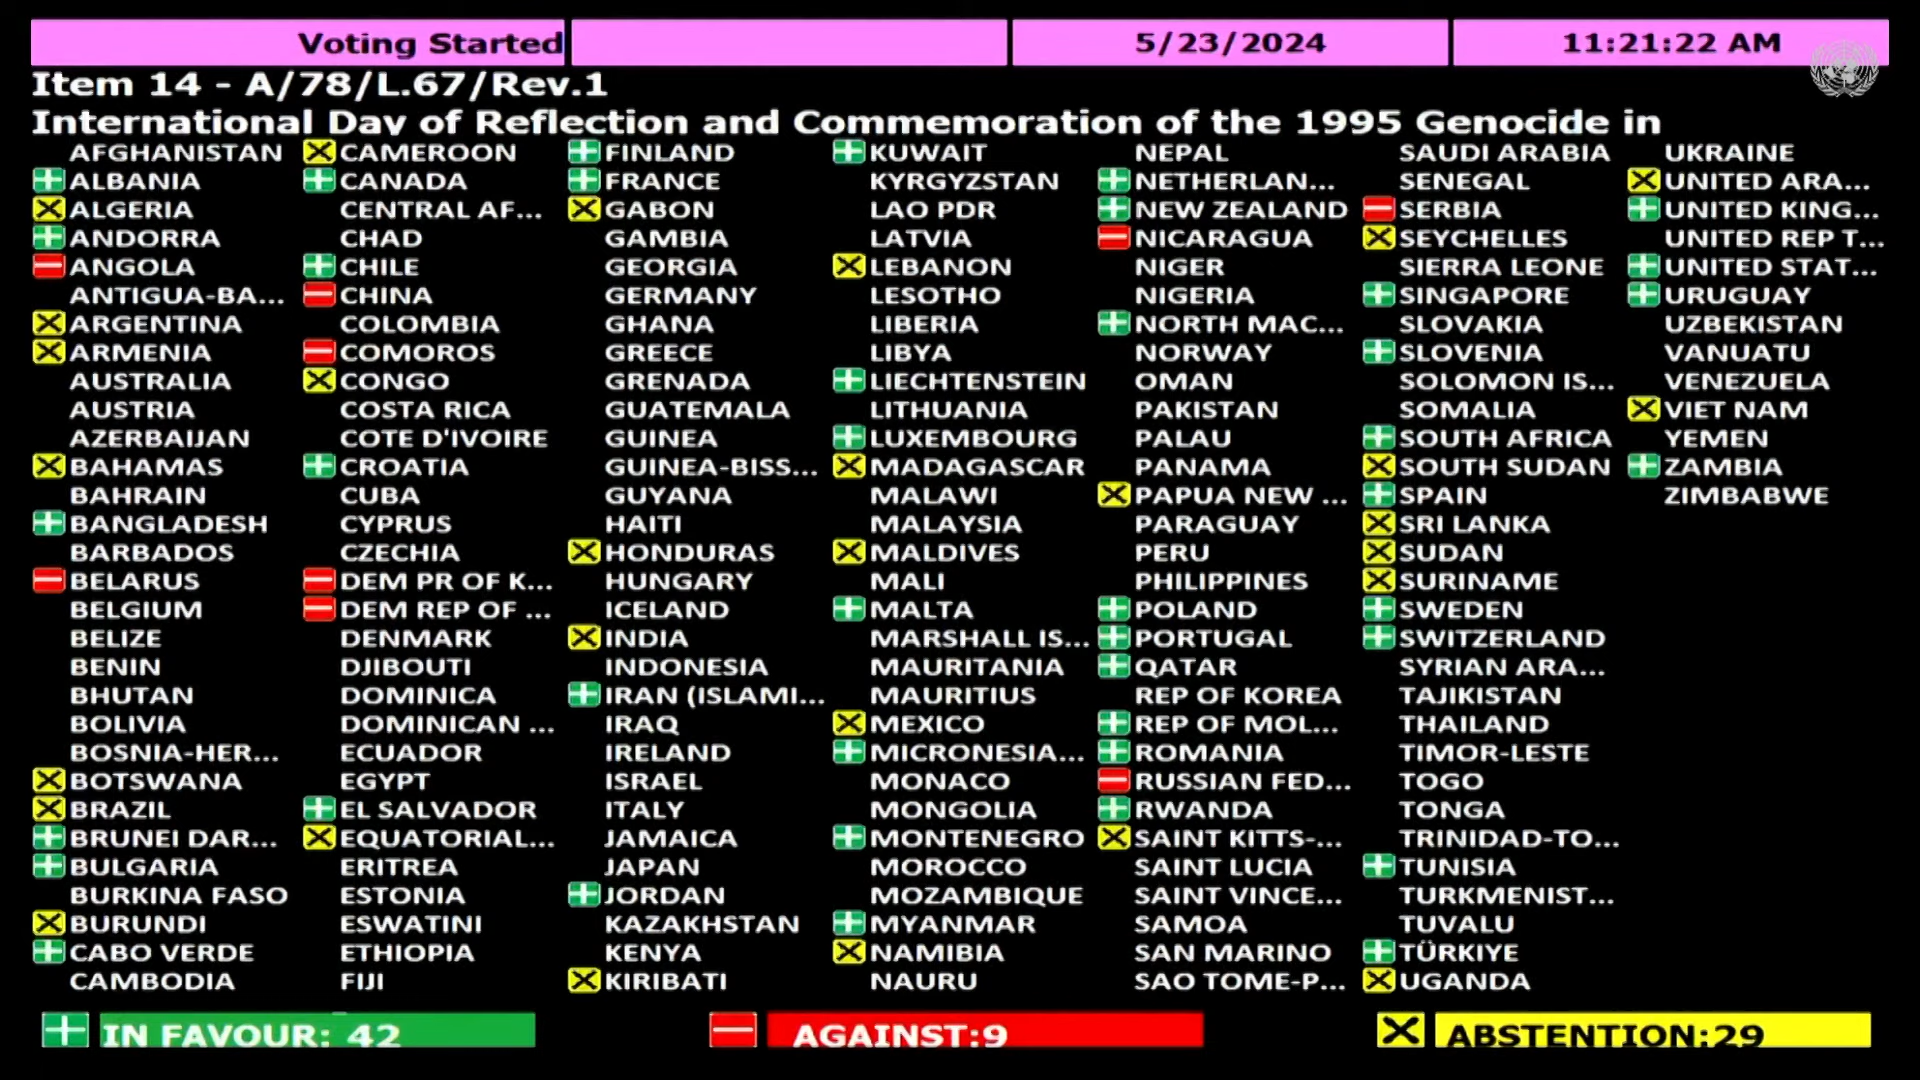 Voting Started 5/23/2024 11:21:22 AM
Item 14 - A/78/L.67/Rev.1
International Day of Reflection and Commemoration of the 1995 Genocide in
AFGHANISTAN CAMEROON FINLAND KUWAIT NEPAL SAUDI ARABIA UKRAINE
ALBANIA CANADA FRANCE KYRGYZSTAN NETHERLAN... SENEGAL UNITED ARA...
ALGERIA CENTRAL AF... GABON LAO PDR NEW ZEALAND SERBIA UNITED KING...
ANDORRA CHAD GAMBIA LATVIA NICARAGUA SEYCHELLES UNITED REP T...
ANGOLA CHILE GEORGIA LEBANON NIGER SIERRA LEONE UNITED STAT...
ANTIGUA-BA... CHINA GERMANY LESOTHO NIGERIA SINGAPORE URUGUAY
ARGENTINA COLOMBIA GHANA LIBERIA NORTH MAC... SLOVAKIA UZBEKISTAN
ARMENIA COMOROS GREECE LIBYA NORWAY SLOVENIA VANUATU
AUSTRALIA CONGO GRENADA LIECHTENSTEIN OMAN SOLOMON IS... VENEZUELA
AUSTRIA COSTA RICA GUATEMALA LITHUANIA PAKISTAN SOMALIA VIET NAM
AZERBAIJAN COTE D'IVOIRE GUINEA LUXEMBOURG PALAU SOUTH AFRICA YEMEN
BAHAMAS CROATIA GUINEA-BISS... MADAGASCAR PANAMA SOUTH SUDAN ZAMBIA
BAHRAIN CUBA GUYANA MALAWI PAPUA NEW ... SPAIN ZIMBABWE
BANGLADESH CYPRUS HAITI MALAYSIA PARAGUAY SRI LANKA
BARBADOS CZECHIA HONDURAS MALDIVES PERU SUDAN
BELARUS DEM PR OF K... HUNGARY MALI PHILIPPINES SURINAME
BELGIUM DEM REP OF ... ICELAND MALTA POLAND SWEDEN
BELIZE DENMARK INDIA MARSHALL IS... PORTUGAL SWITZERLAND
BENIN DJIBOUTI INDONESIA MAURITANIA QATAR SYRIAN ARA...
BHUTAN DOMINICA IRAN (ISLAMI... MAURITIUS REP OF KOREA TAJIKISTAN
BOLIVIA DOMINICAN ... IRAQ MEXICO REP OF MOL... THAILAND
BOSNIA-HER... ECUADOR IRELAND MICRONESIA... ROMANIA TIMOR-LESTE
BOTSWANA EGYPT ISRAEL MONACO RUSSIAN FED... TOGO
BRAZIL EL SALVADOR ITALY MONGOLIA RWANDA TONGA
BRUNEI DAR... EQUATORIAL... JAMAICA MONTENEGRO SAINT KITTS-... TRINIDAD-TO...
BULGARIA ERITREA JAPAN MOROCCO SAINT LUCIA TUNISIA
BURKINA FASO ESTONIA JORDAN MOZAMBIQUE SAINT VINCE... TURKMENIST...
BURUNDI ESWATINI KAZAKHSTAN MYANMAR SAMOA TUVALU
CABO VERDE ETHIOPIA KENYA NAMIBIA SAN MARINO TÜRKIYE
CAMBODIA FIJI KIRIBATI NAURU SAO TOME-P... UGANDA
IN FAVOUR: 42 AGAINST:9 ABSTENTION:29